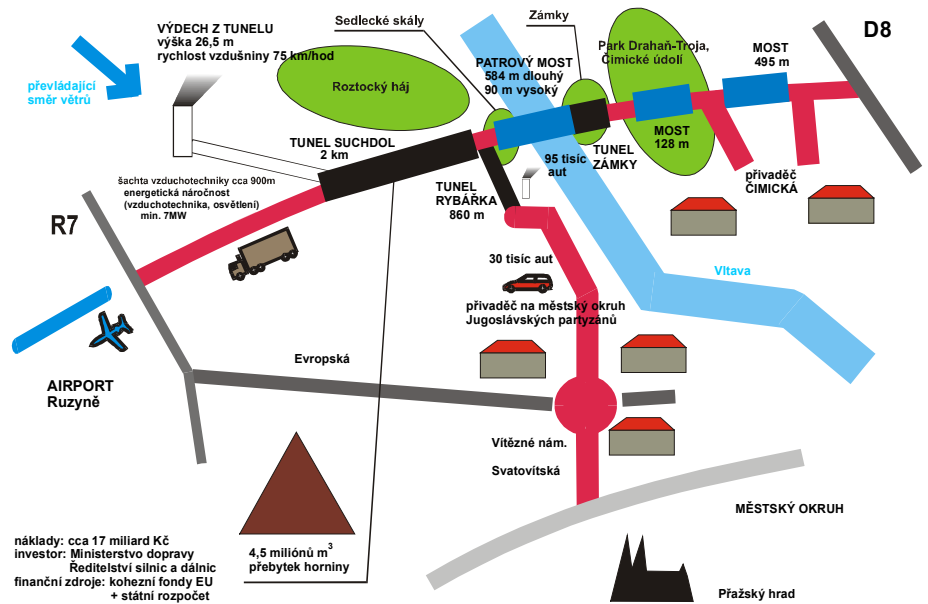 VÝDECH Z TUNELU
výška 26,5 m
rychlost vzdušniny 75 km/hod
Sedlecké skály
Zámky
D8
převládající
směr větrů
Roztocký háj
PATROVÝ MOST
584 m dlouhý
90 m vysoký
Park Drahaň-Troja,
Čimické údolí
MOST
495 m
TUNEL SUCHDOL
2 km
MOST
128 m
TUNEL
ZÁMKY
95 tisíc
aut
přivaděč
ČIMICKÁ
šachta vzduchotechniky cca 900m
energetická náročnost
(vzduchotechnika, osvětlení)
min. 7MW
TUNEL
RYBÁŘKA
860 m
R7
30 tisíc aut
Vltava
přivaděč na městský okruh
Jugoslávských partyzánů
Evropská
AIRPORT
Ruzyně
Vítězné nám.
Svatovítská
MĚSTSKÝ OKRUH
náklady: cca 17 miliard Kč
investor: Ministerstvo dopravy
Ředitelství silnic a dálnic
finanční zdroje: kohezní fondy EU
+ státní rozpočet
4,5 miliónů m³
přebytek horniny
Přažský hrad